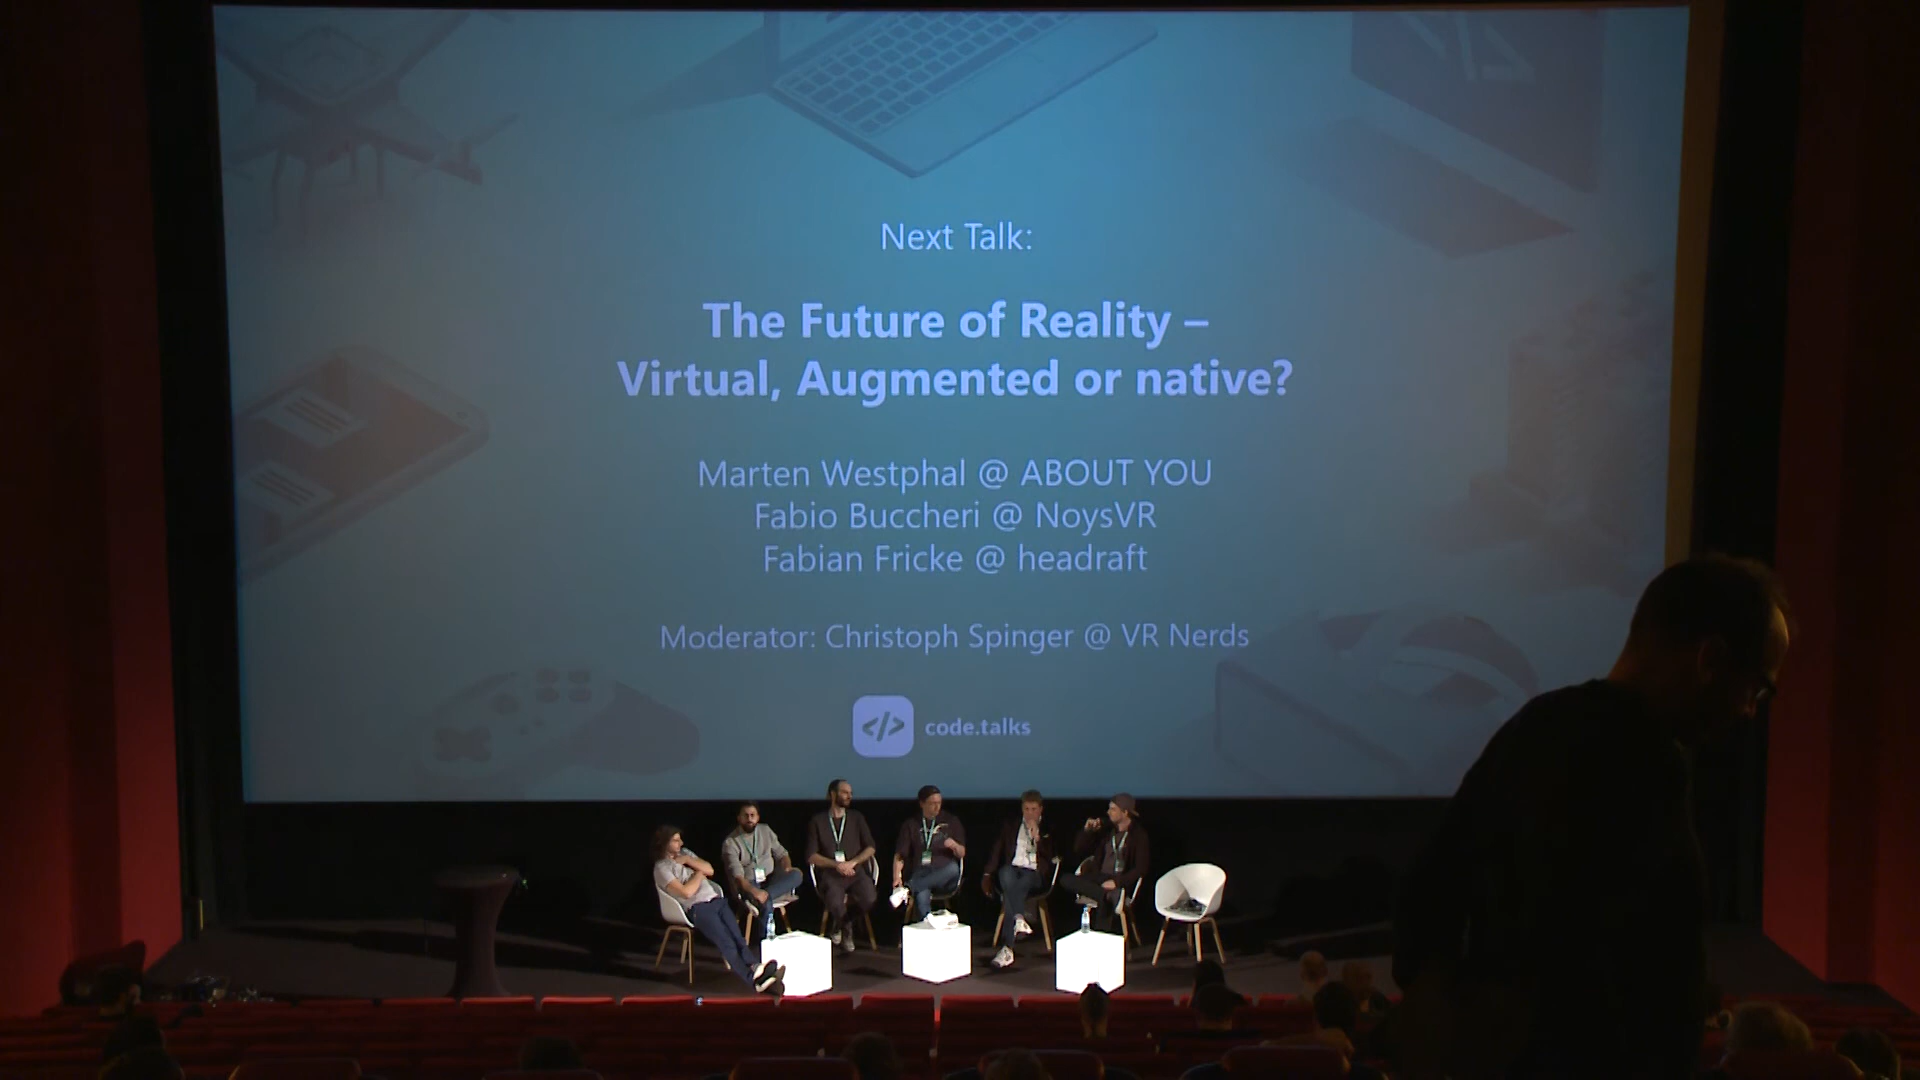 Next Talk:
The Future of Reality –
Virtual, Augmented or native?
Marten Westphal @ ABOUT YOU
Fabio Buccheri @ NoysVR
Fabian Fricke @ headraft
Moderator: Christoph Spinger @ VR Nerds
</> code.talks